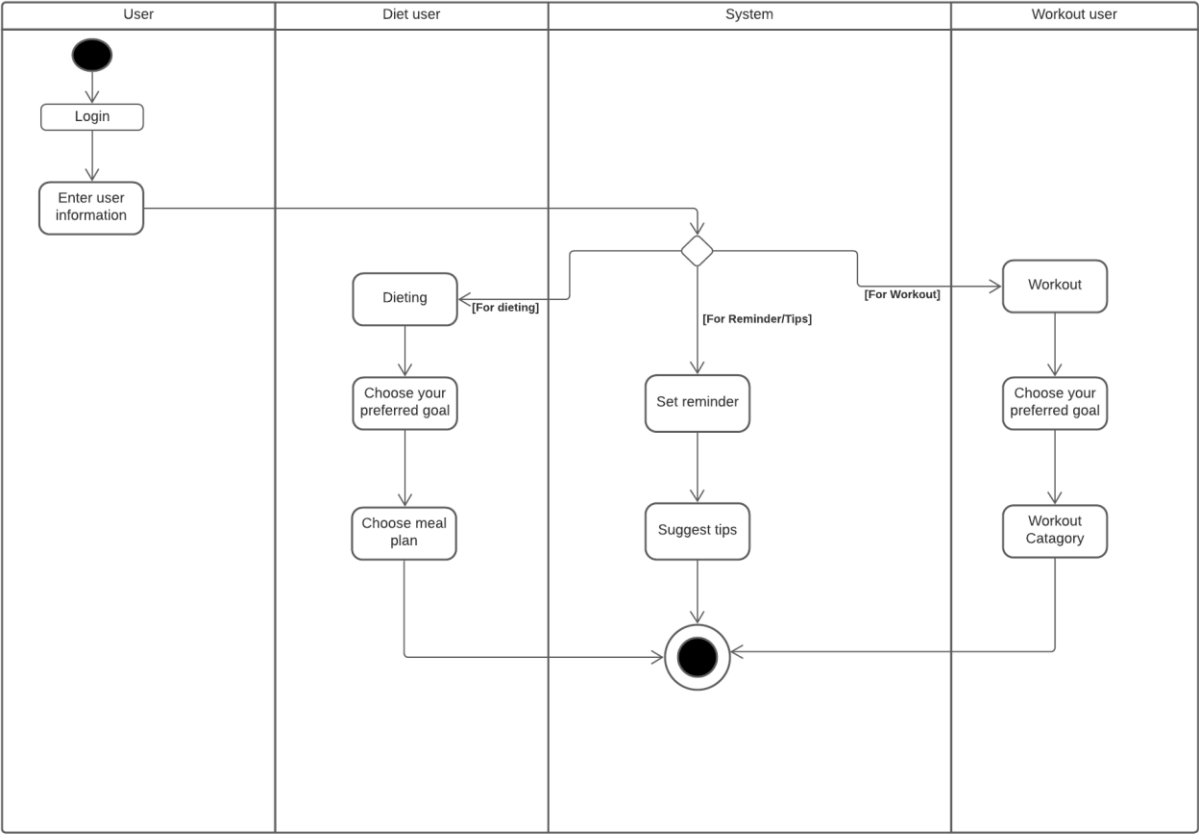 User
Diet user
System
Workout user
Login
Enter user
information
Dieting
[For dieting]
[For Reminder/Tips]
[For Workout]
Workout
Choose your
preferred goal
Set reminder
Choose your
preferred goal
Choose meal
plan
Suggest tips
Workout
Catagory